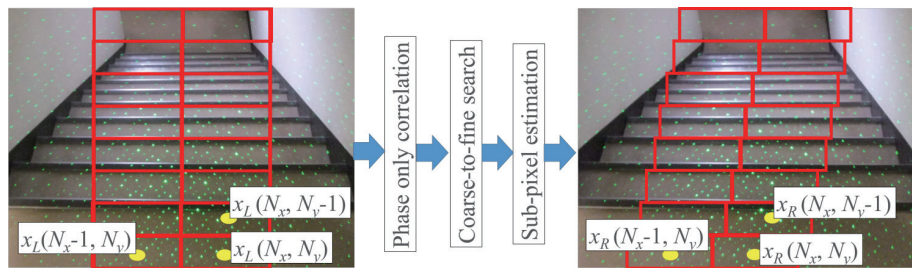 x_L(N_x, N_y-1)
x_L(N_x-1, N_y)
x_L(N_x, N_y)
Phase only correlation
Coarse-to-fine search
Sub-pixel estimation
x_R(N_x, N_y-1)
x_R(N_x-1, N_y)
x_R(N_x, N_y)